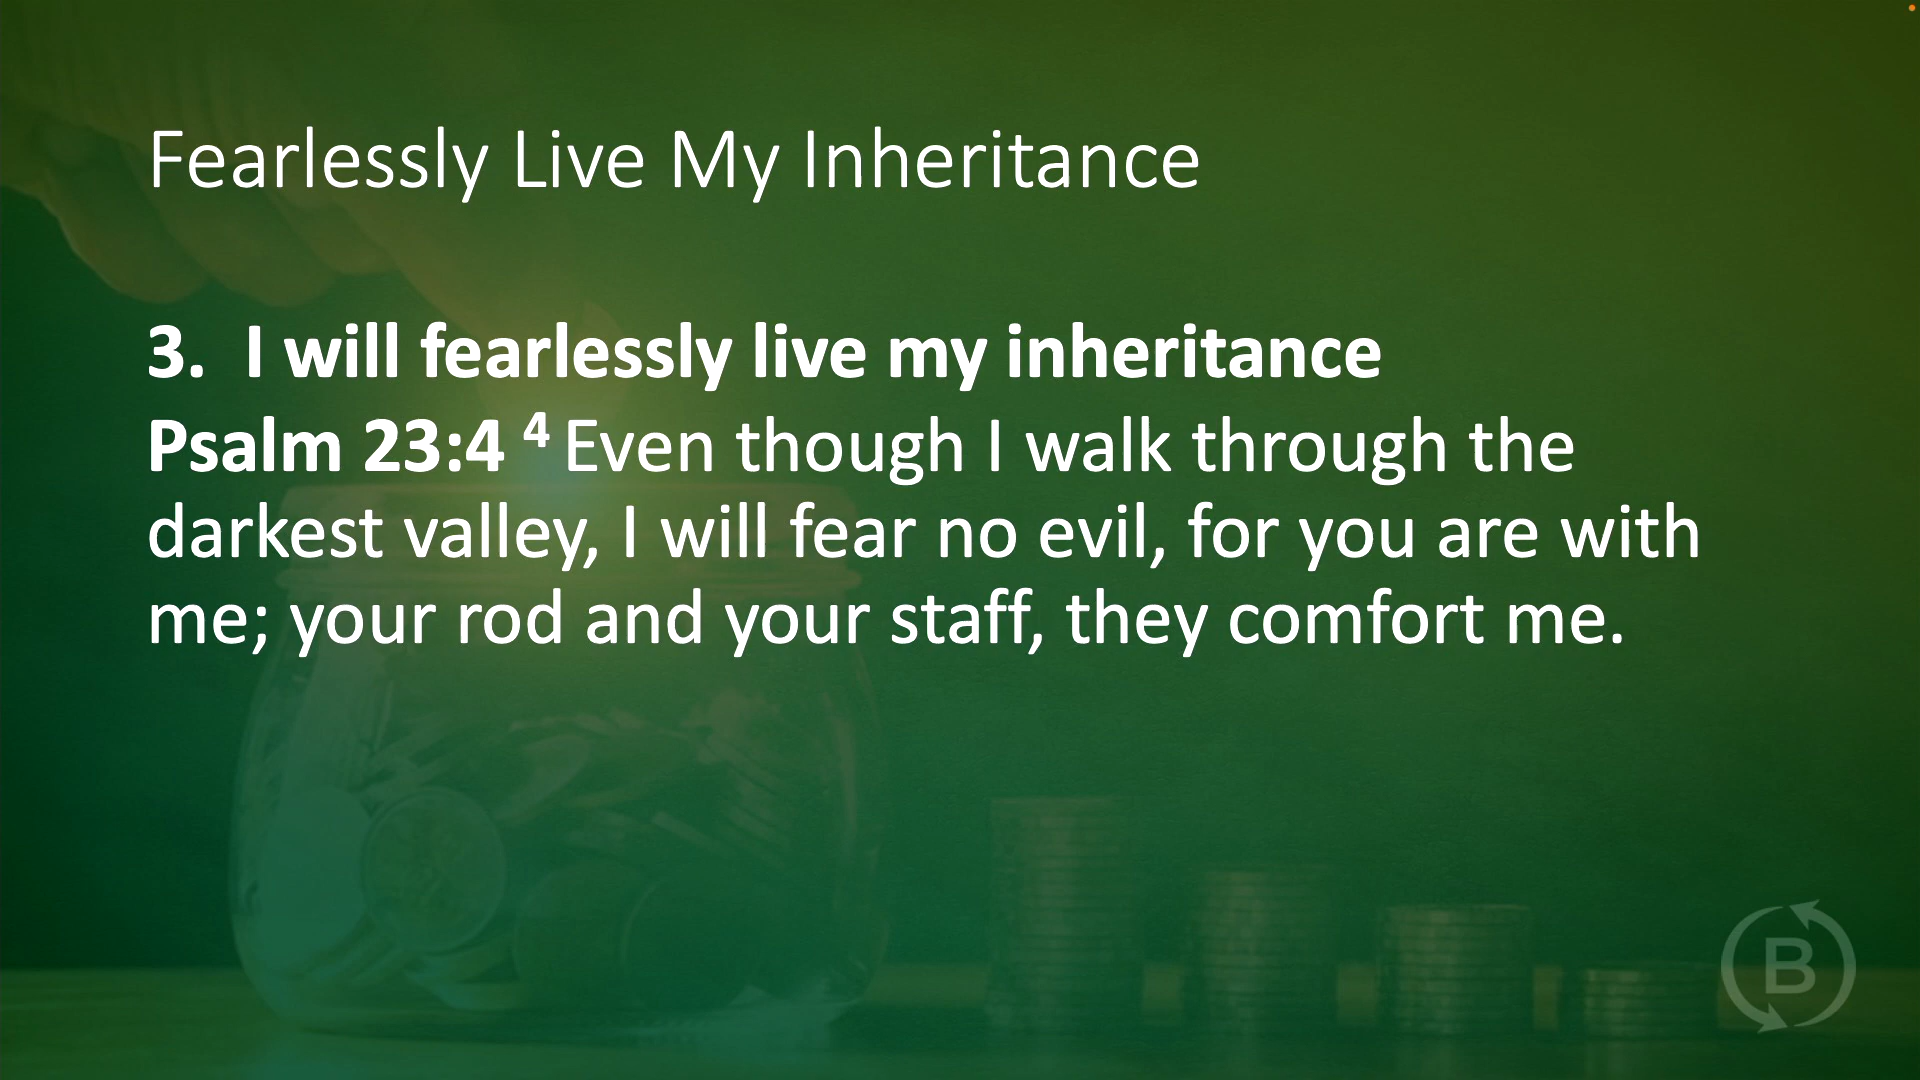 Fearlessly Live My Inheritance
3. I will fearlessly live my inheritance
Psalm 23:4 ⁴ Even though I walk through the
darkest valley, I will fear no evil, for you are with
me; your rod and your staff, they comfort me.
B